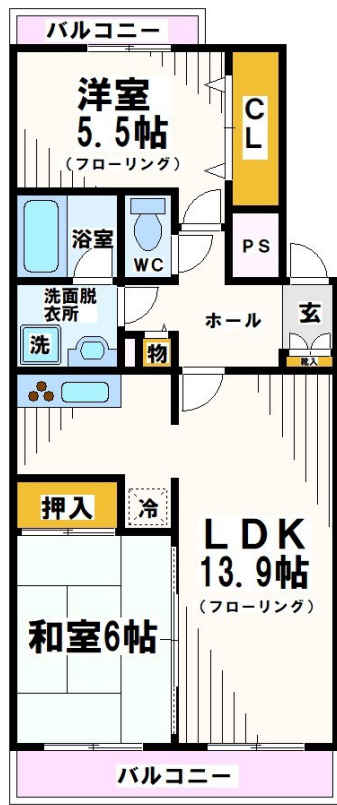 バルコニー
洋室
5.5帖
(フローリング)
CL
浴室
WC
PS
洗面脱
衣所
ホール
玄
洗
物
靴入
押入
冷
LDK
13.9帖
(フローリング)
和室6帖
バルコニー